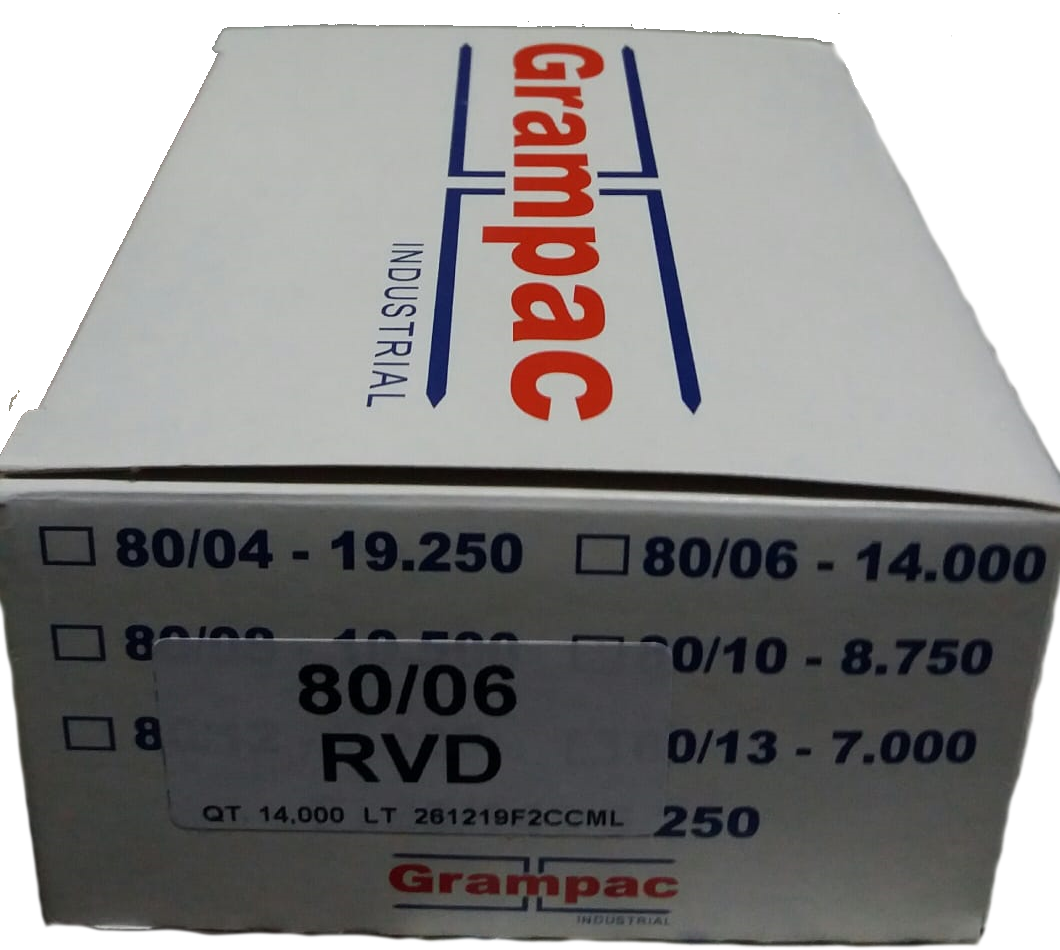 Grampac
INDUSTRIAL
80/04 - 19.250
80/06 - 14.000
80/10 - 8.750
0/13 - 7.000
80/06
RVD
QT 14,000 LT 261219F2CCML
250
Grampac
INDUSTRIAL